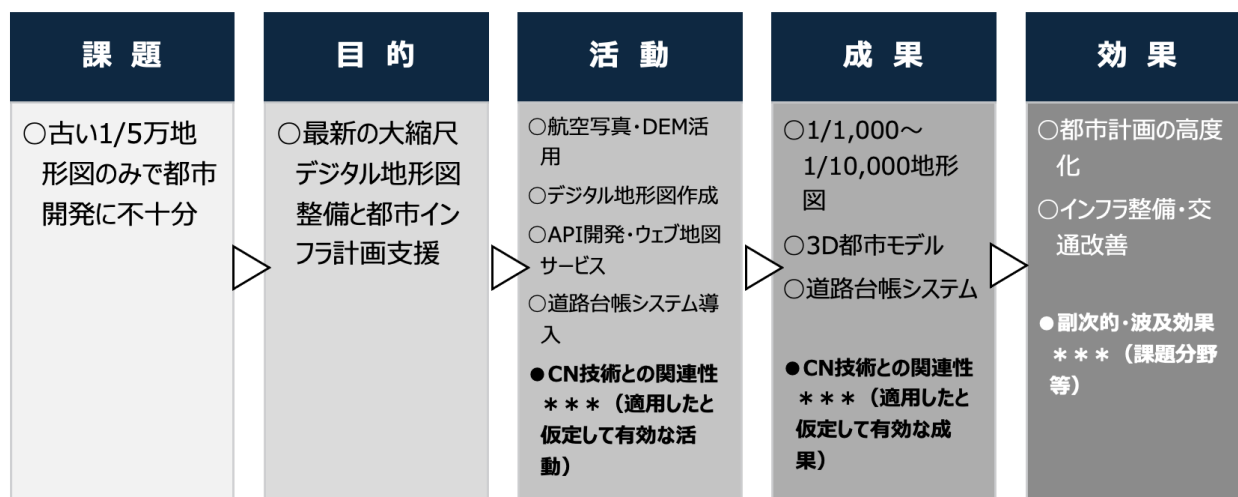 課 題
○古い1/5万地
形図のみで都市
開発に不十分
目 的
○最新の大縮尺
デジタル地形図
整備と都市イン
フラ計画支援
活 動
○航空写真・DEM活
用
○デジタル地形図作成
○API開発・ウェブ地図
サービス
○道路台帳システム導
入
●CN技術との関連性
＊＊＊（適用したと
仮定して有効な活
動）
成 果
○1/1,000～
1/10,000地形
図
○3D都市モデル
○道路台帳システム
●CN技術との関連性
＊＊＊（適用したと
仮定して有効な成
果）
効 果
○都市計画の高度
化
○インフラ整備・交
通改善
●副次的・波及効果
＊＊＊（課題分野
等）